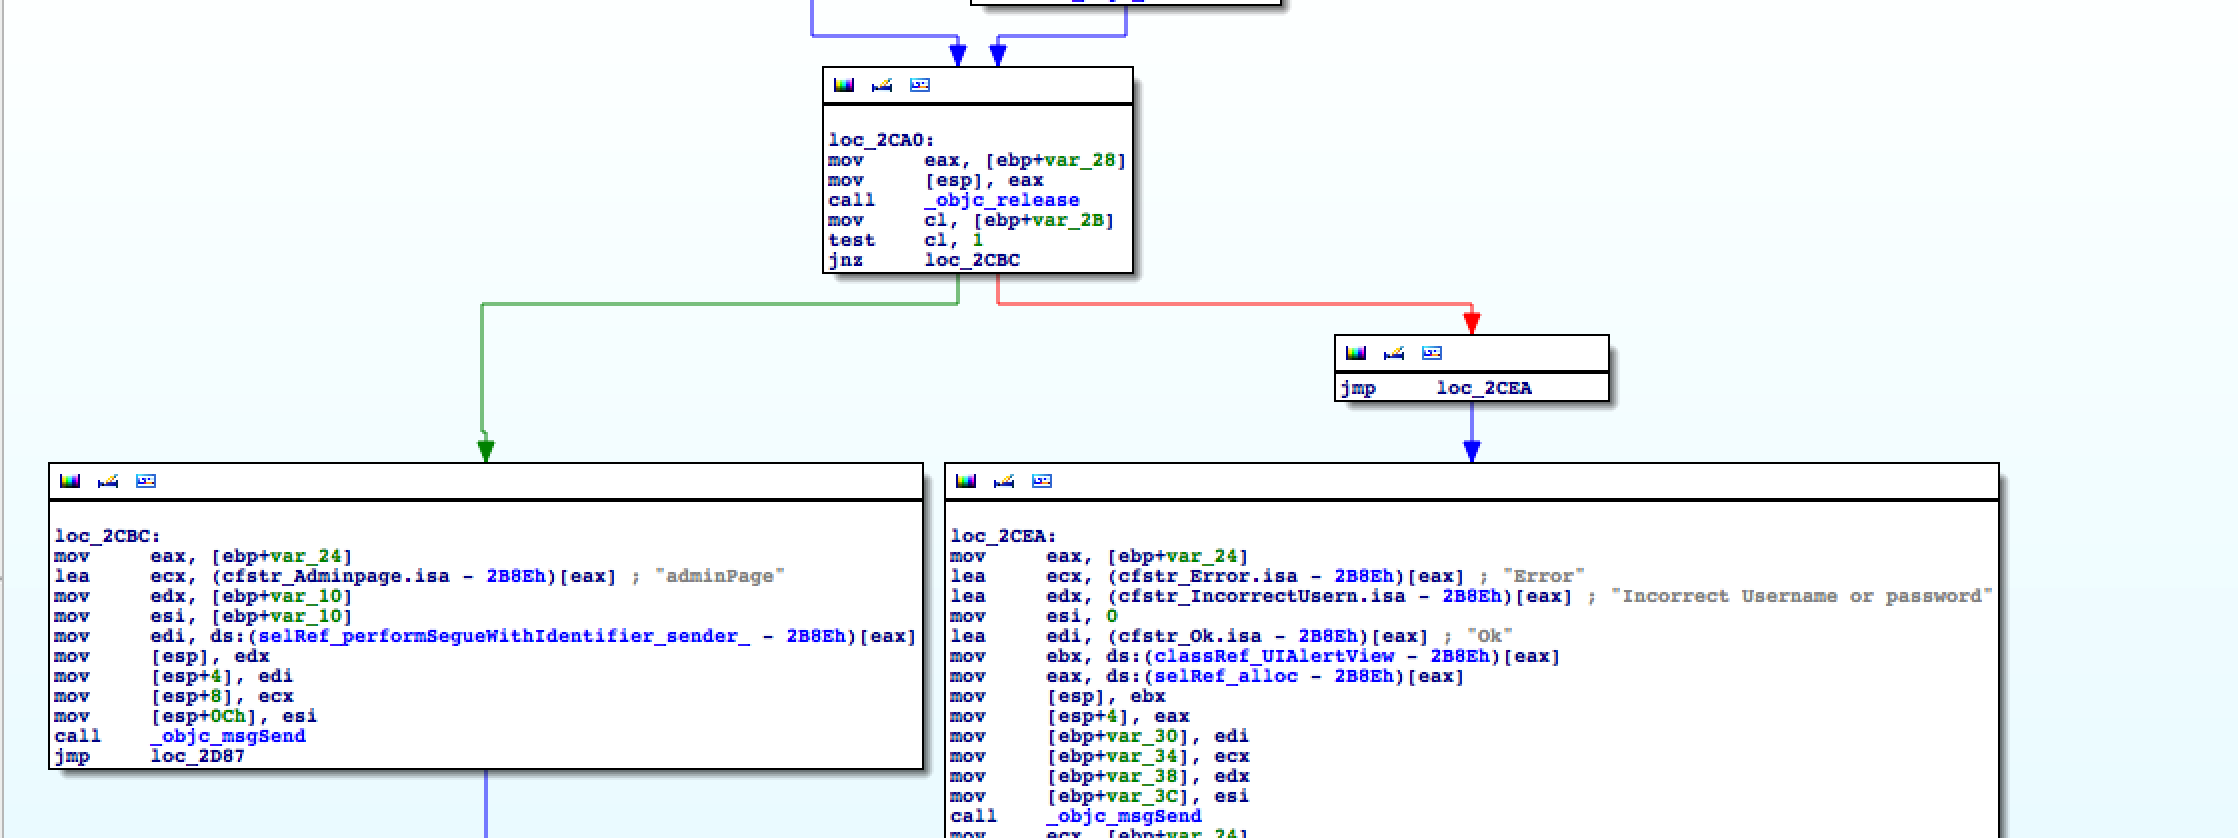 loc_2CA0:
mov eax, [ebp+var_28]
mov [esp], eax
call _objc_release
mov cl, [ebp+var_2B]
test cl, 1
jnz loc_2CBC
jmp loc_2CEA
loc_2CBC:
mov eax, [ebp+var_24]
lea ecx, (cfstr_Adminpage.isa - 2B8Eh)[eax] ; "adminPage"
mov edx, [ebp+var_10]
mov esi, [ebp+var_10]
mov edi, ds:(selRef_performSegueWithIdentifier_sender_ - 2B8Eh)[eax]
mov [esp], edx
mov [esp+4], edi
mov [esp+8], ecx
mov [esp+0Ch], esi
call _objc_msgSend
jmp loc_2D87
loc_2CEA:
mov eax, [ebp+var_24]
lea ecx, (cfstr_Error.isa - 2B8Eh)[eax] ; "Error"
lea edx, (cfstr_IncorrectUsern.isa - 2B8Eh)[eax] ; "Incorrect Username or password"
mov esi, 0
lea edi, (cfstr_Ok.isa - 2B8Eh)[eax] ; "Ok"
mov ebx, ds:(classRef_UIAlertView - 2B8Eh)[eax]
mov eax, ds:(selRef_alloc - 2B8Eh)[eax]
mov [esp], ebx
mov [esp+4], eax
mov [ebp+var_30], edi
mov [ebp+var_34], ecx
mov [ebp+var_38], edx
mov [ebp+var_3C], esi
call _objc_msgSend
mov ecx, [ebp+var_24]